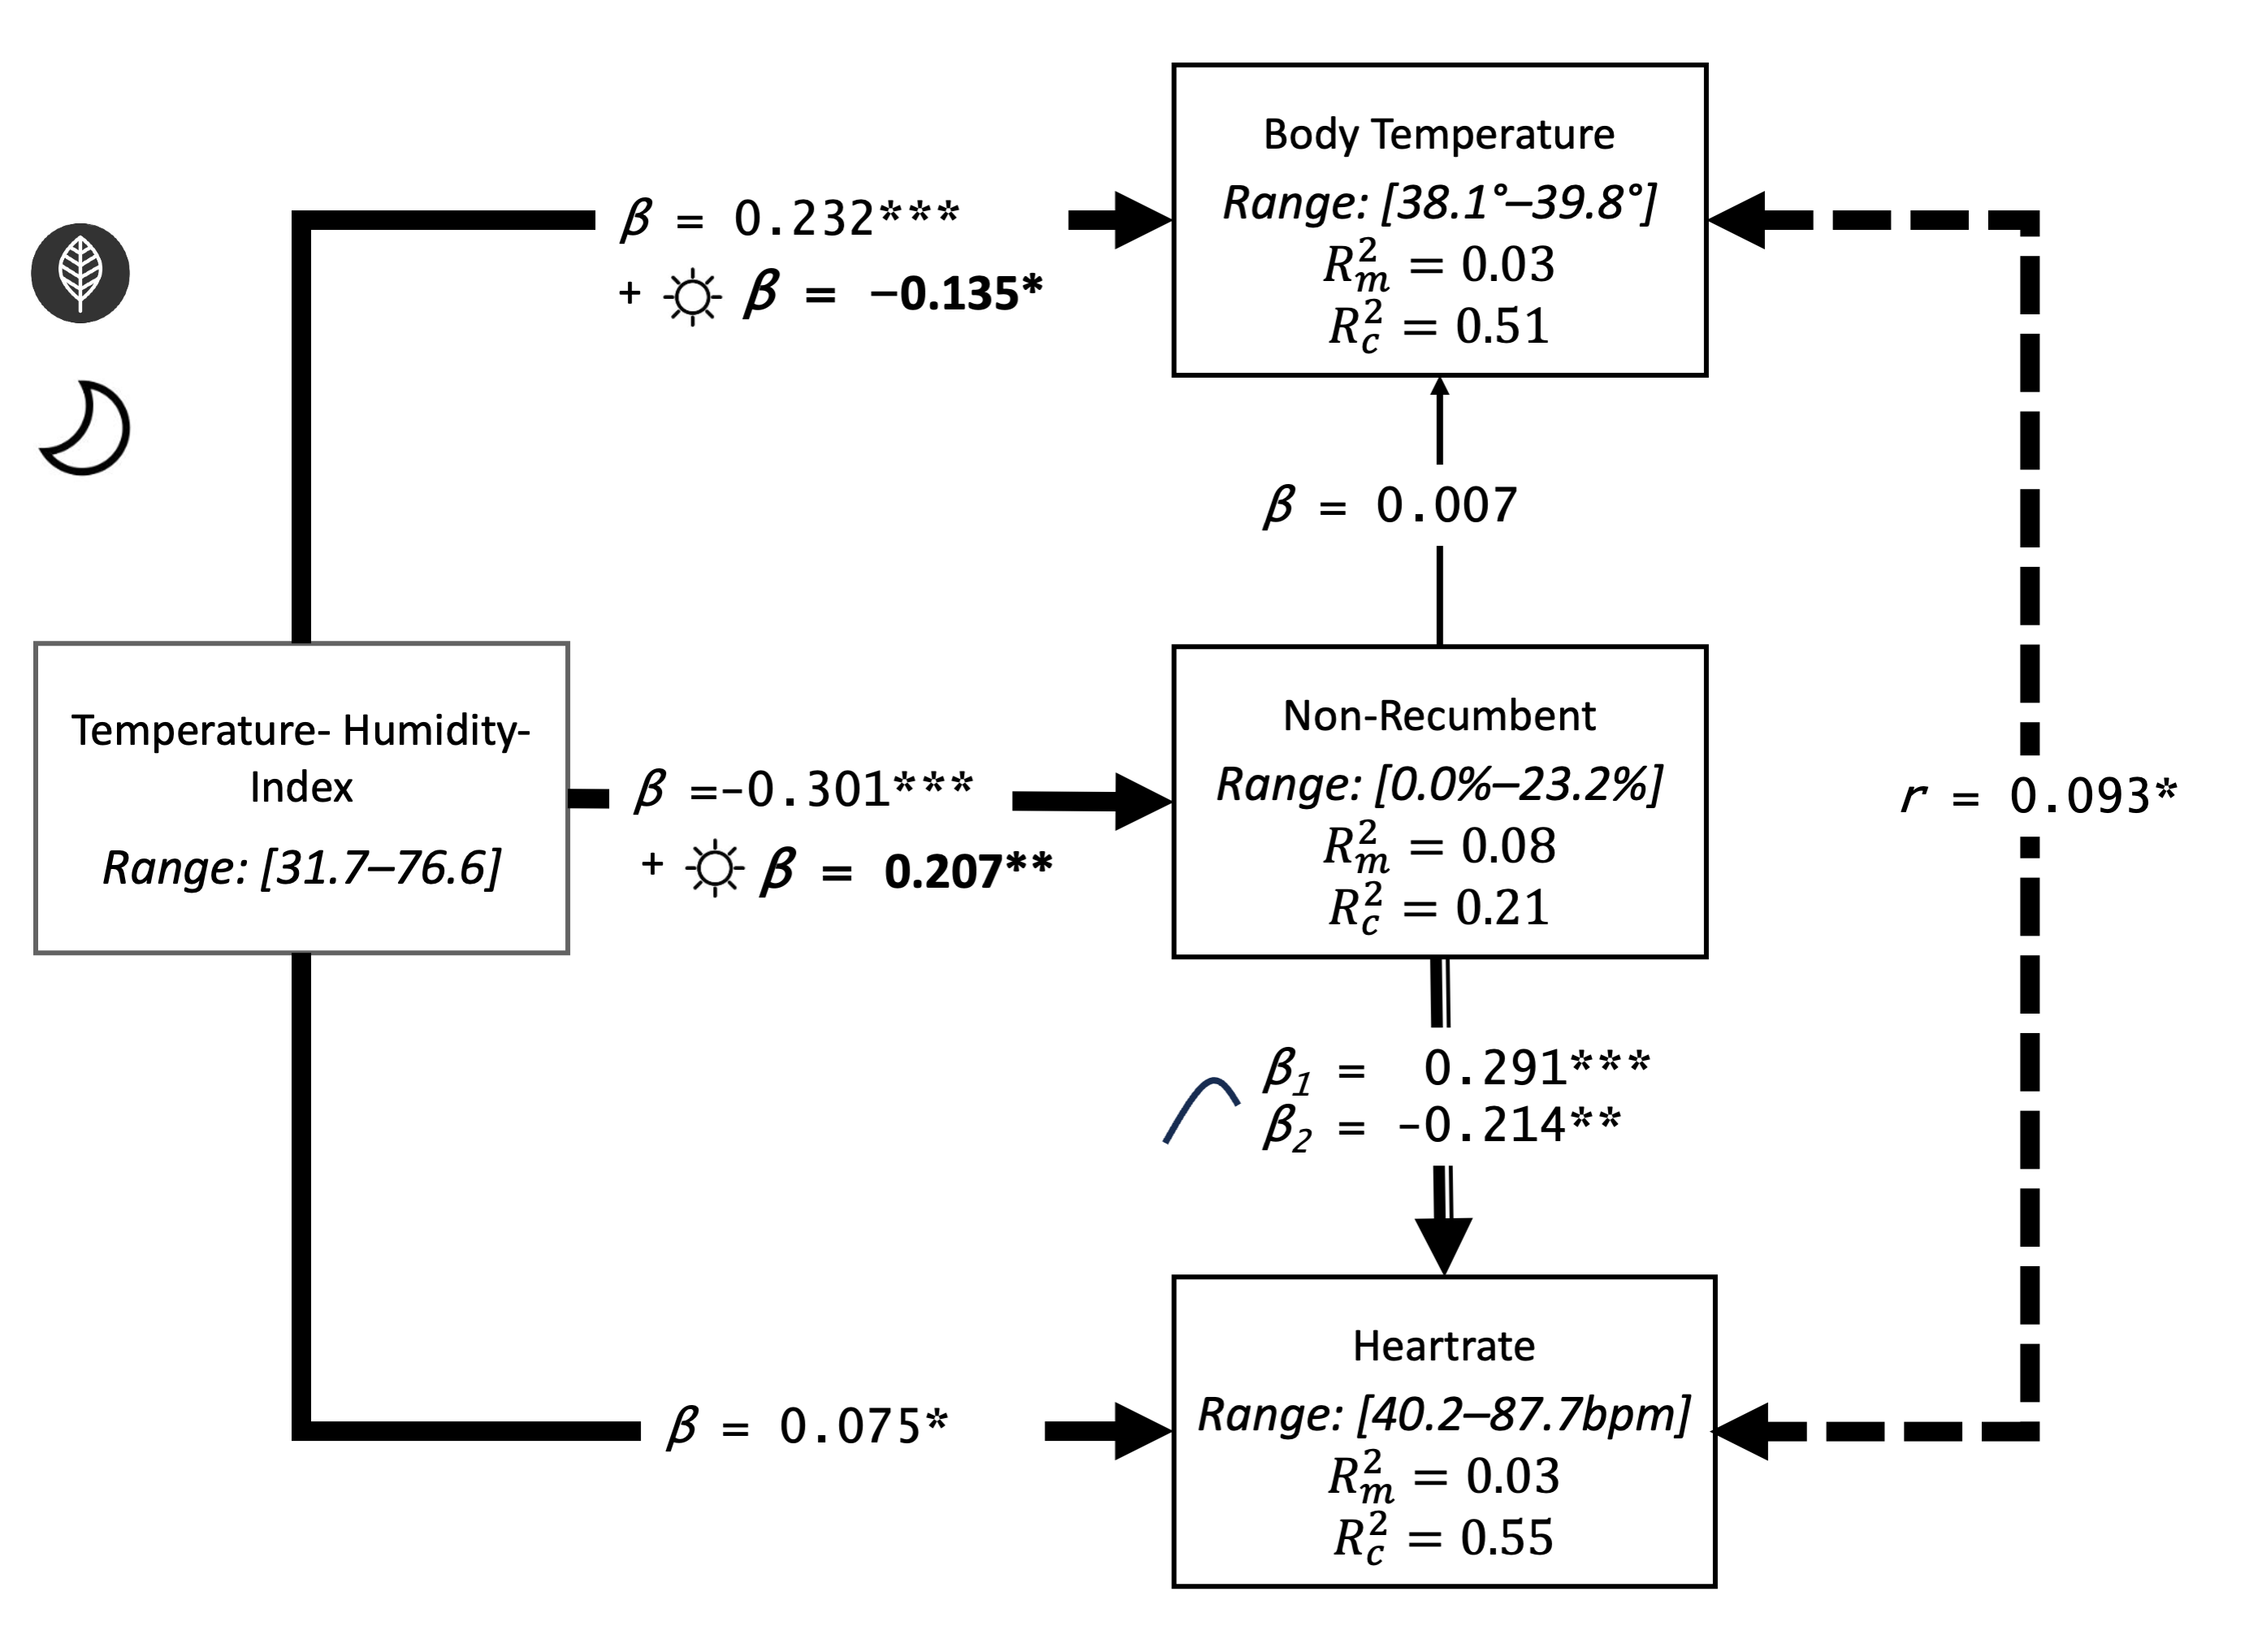 Body Temperature
Range: [38.1°–39.8°]
R²m = 0.03
R²c = 0.51
β = 0.232***
+ β = –0.135*
β = 0.007
Temperature- Humidity-
Index
Range: [31.7–76.6]
β =-0.301***
+ β = 0.207**
Non-Recumbent
Range: [0.0%–23.2%]
R²m = 0.08
R²c = 0.21
r = 0.093*
β1 = 0.291***
β2 = -0.214**
β = 0.075*
Heartrate
Range: [40.2–87.7bpm]
R²m = 0.03
R²c = 0.55